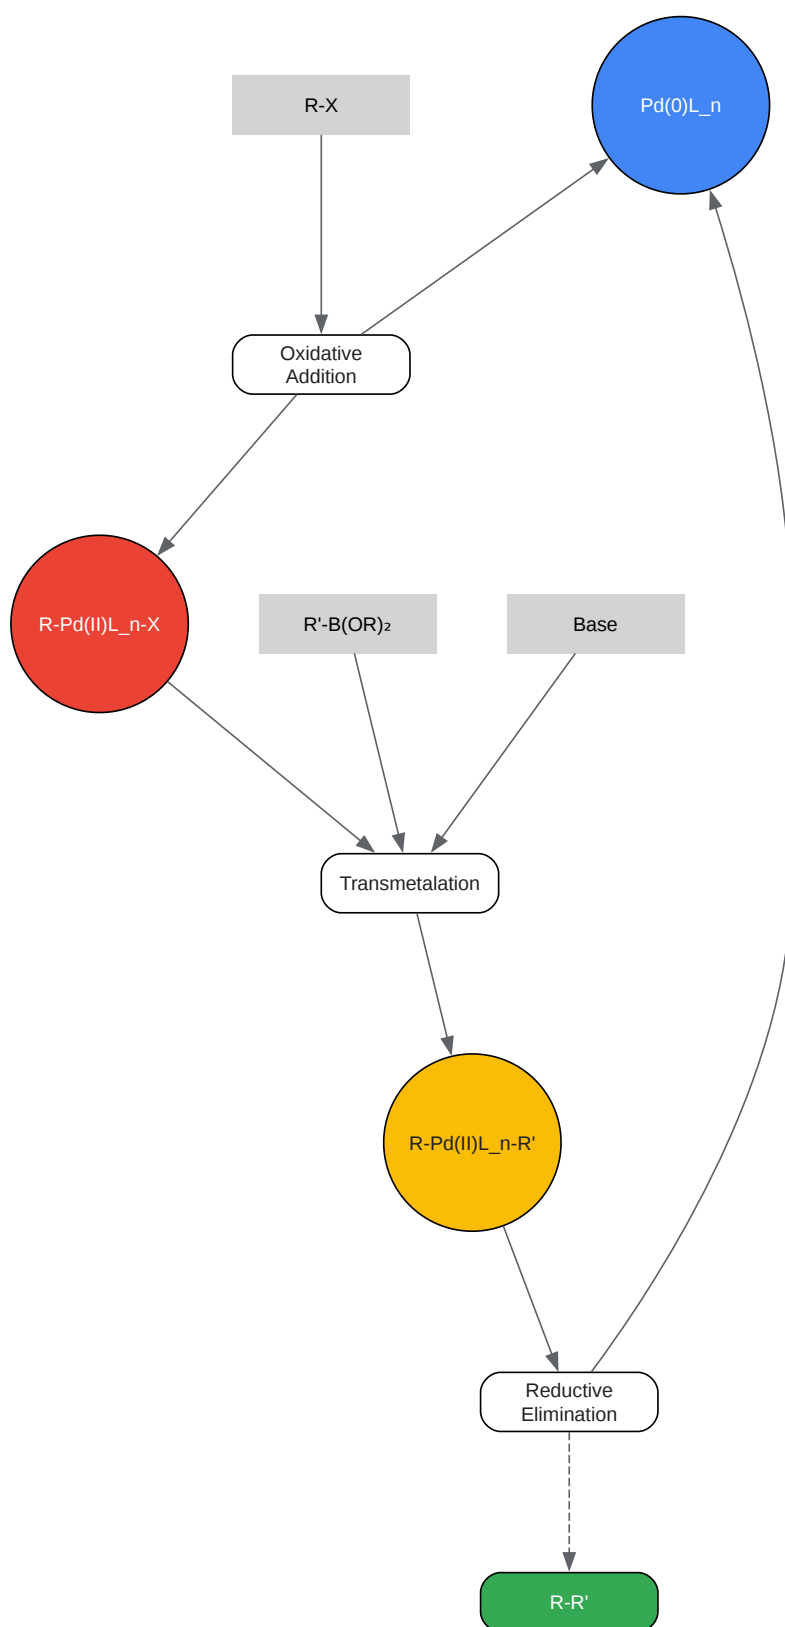 R-X
Pd(0)L_n
Oxidative
Addition
R-Pd(II)L_n-X
R'-B(OR)₂
Base
Transmetalation
R-Pd(II)L_n-R'
Reductive
Elimination
R-R'